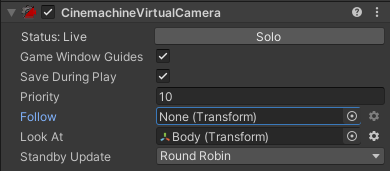 CinemachineVirtualCamera
Status: Live Solo
Game Window Guides
Save During Play
Priority 10
Follow None (Transform)
Look At Body (Transform)
Standby Update Round Robin